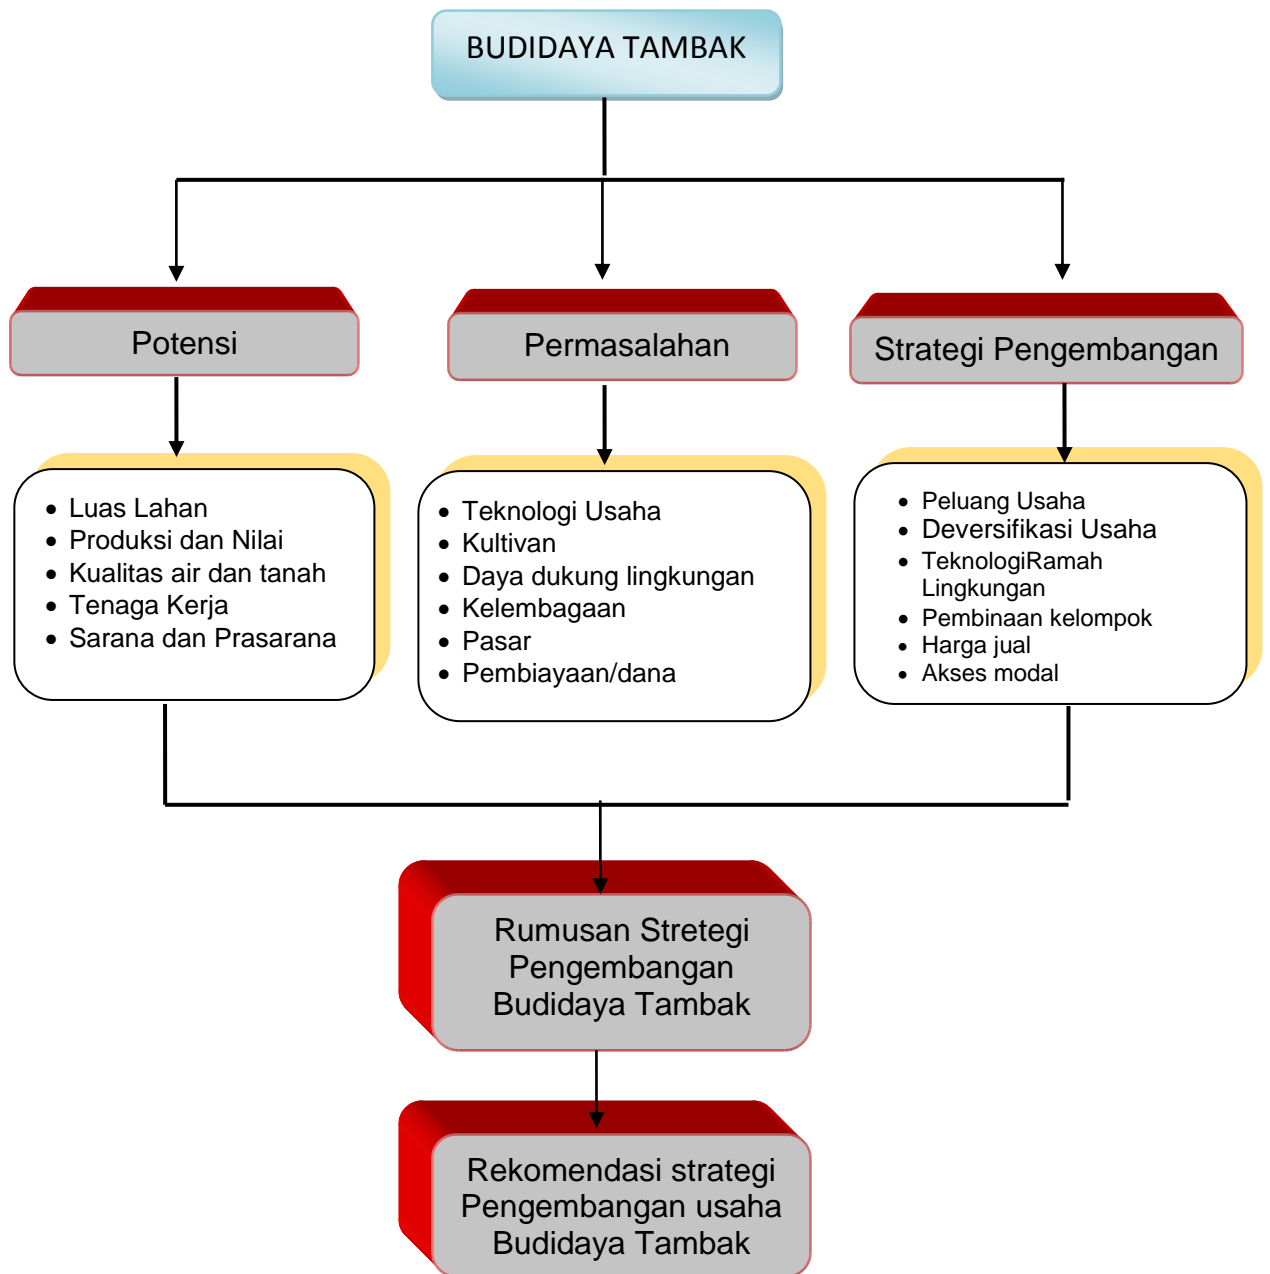 BUDIDAYA TAMBAK
Potensi
Permasalahan
Strategi Pengembangan
• Luas Lahan
• Produksi dan Nilai
• Kualitas air dan tanah
• Tenaga Kerja
• Sarana dan Prasarana
• Teknologi Usaha
• Kultivan
• Daya dukung lingkungan
• Kelembagaan
• Pasar
• Pembiayaan/dana
• Peluang Usaha
• Deversifikasi Usaha
• TeknologiRamah
Lingkungan
• Pembinaan kelompok
• Harga jual
• Akses modal
Rumusan Stretegi
Pengembangan
Budidaya Tambak
Rekomendasi strategi
Pengembangan usaha
Budidaya Tambak